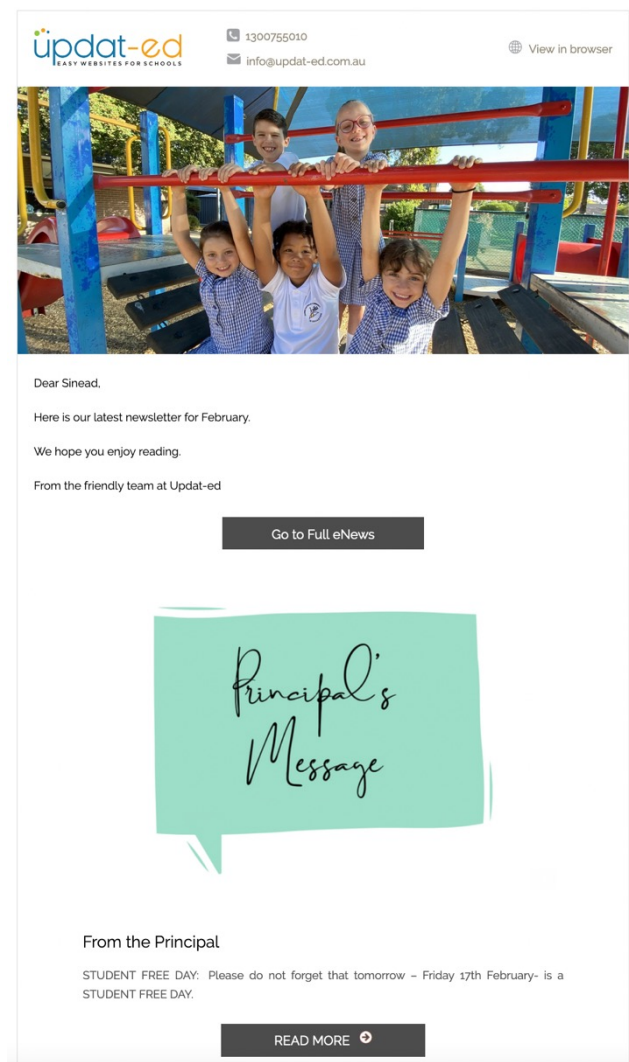 updat-ed
EASY WEBSITES FOR SCHOOLS
1300755010
info@updat-ed.com.au
View in browser
Dear Sinead,
Here is our latest newsletter for February.
We hope you enjoy reading.
From the friendly team at Updat-ed
Go to Full eNews
Principal's
Message
From the Principal
STUDENT FREE DAY: Please do not forget that tomorrow – Friday 17th February- is a
STUDENT FREE DAY.
READ MORE